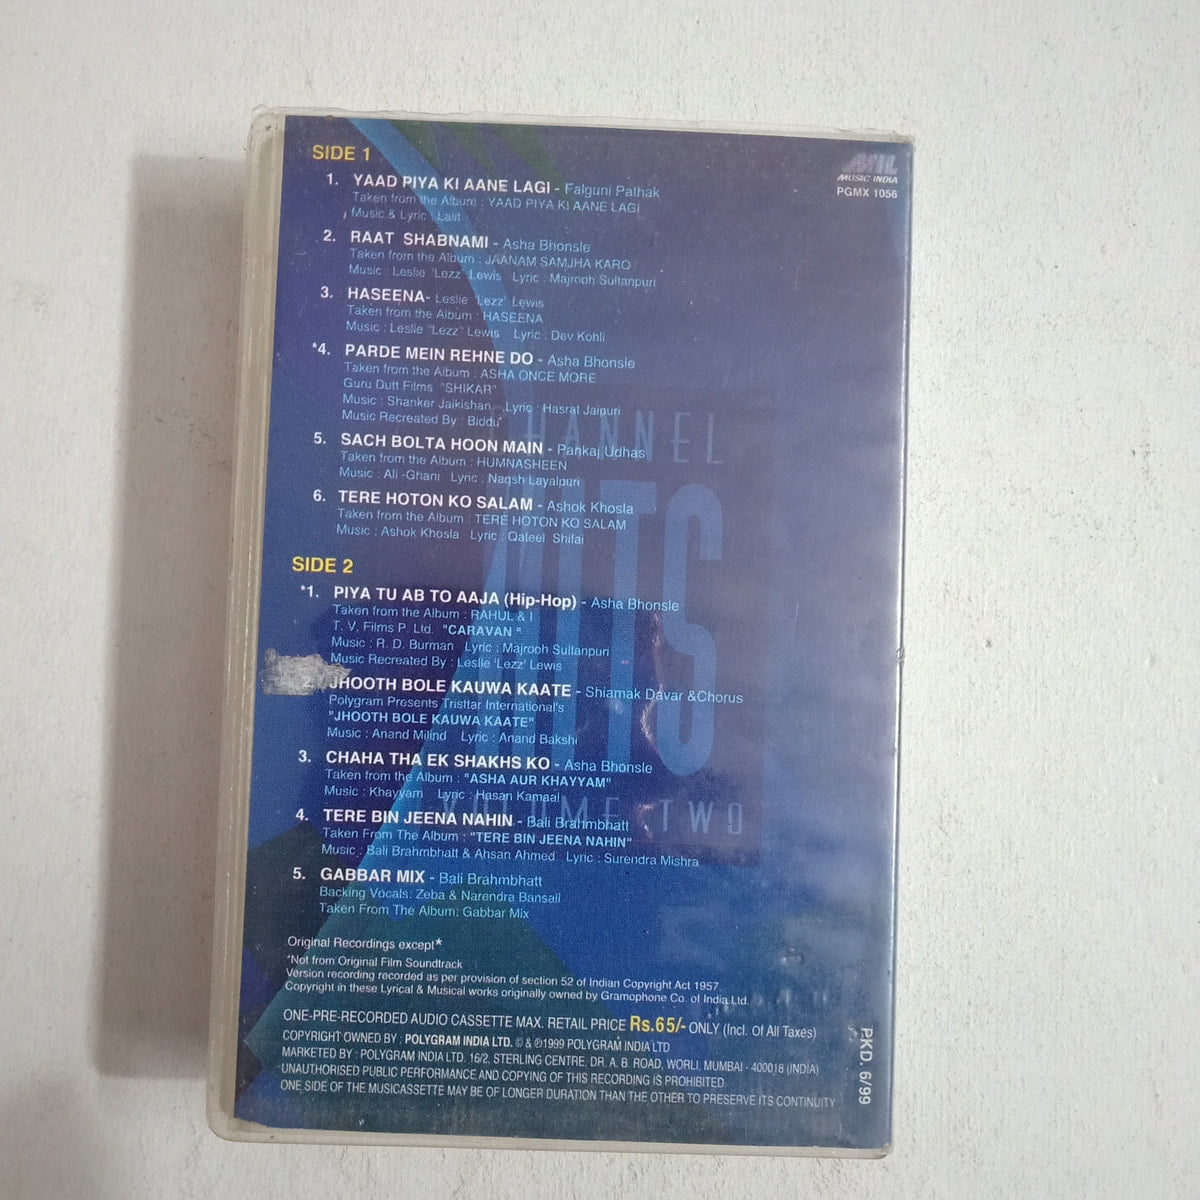 SIDE 1
MIL
MUSIC INDIA
PGMX 1056
1. YAAD PIYA KI AANE LAGI - Falguni Pathak
Taken from the Album : YAAD PIYA KI AANE LAGI
Music & Lyric : Lalit
2. RAAT SHABNAMI - Asha Bhonsle
Taken from the Album : JAANAM SAMJHA KARO
Music : Leslie 'Lezz' Lewis Lyric : Majrooh Sultanpuri
3. HASEENA- Leslie 'Lezz' Lewis
Taken from the Album : HASEENA
Music : Leslie "Lezz" Lewis Lyric : Dev Kohli
*4. PARDE MEIN REHNE DO - Asha Bhonsle
Taken from the Album : ASHA ONCE MORE
Guru Dutt Films "SHIKAR"
Music : Shanker Jaikishan Lyric : Hasrat Jaipuri
Music Recreated By : Biddu
5. SACH BOLTA HOON MAIN - Pankaj Udhas
Taken from the Album : HUMNASHEEN
Music : Ali -Ghani Lyric : Naqsh Layalpuri
6. TERE HOTON KO SALAM - Ashok Khosla
Taken from the Album : TERE HOTON KO SALAM
Music : Ashok Khosla Lyric : Qateel Shifai
CHANNEL
HITS
VOLUME TWO
SIDE 2
*1. PIYA TU AB TO AAJA (Hip-Hop) - Asha Bhonsle
Taken from the Album : RAHUL & I
T. V. Films P. Ltd. "CARAVAN "
Music : R. D. Burman Lyric : Majrooh Sultanpuri
Music Recreated By : Leslie 'Lezz' Lewis
2. JHOOTH BOLE KAUWA KAATE - Shiamak Davar &Chorus
Polygram Presents Tristtar International's
"JHOOTH BOLE KAUWA KAATE"
Music : Anand Milind Lyric : Anand Bakshi
3. CHAHA THA EK SHAKHS KO - Asha Bhonsle
Taken from the Album : "ASHA AUR KHAYYAM"
Music : Khayyam Lyric : Hasan Kamaal
4. TERE BIN JEENA NAHIN - Bali Brahmbhatt
Taken From The Album : "TERE BIN JEENA NAHIN"
Music : Bali Brahmbhatt & Ahsan Ahmed Lyric : Surendra Mishra
5. GABBAR MIX - Bali Brahmbhatt
Backing Vocals: Zeba & Narendra Bansali
Taken From The Album: Gabbar Mix
Original Recordings except*
*Not from Original Film Soundtrack
Version recording recorded as per provision of section 52 of Indian Copyright Act 1957.
Copyright in these Lyrical & Musical works originally owned by Gramophone Co. of India Ltd.
ONE-PRE-RECORDED AUDIO CASSETTE MAX. RETAIL PRICE Rs.65/- ONLY (Incl. Of All Taxes)
COPYRIGHT OWNED BY : POLYGRAM INDIA LTD. © & ℗1999 POLYGRAM INDIA LTD
MARKETED BY : POLYGRAM INDIA LTD. 16/2, STERLING CENTRE, DR. A. B. ROAD, WORLI, MUMBAI - 400018 (INDIA)
UNAUTHORISED PUBLIC PERFORMANCE AND COPYING OF THIS RECORDING IS PROHIBITED
ONE SIDE OF THE MUSICASSETTE MAY BE OF LONGER DURATION THAN THE OTHER TO PRESERVE ITS CONTINUITY
PKD. 6/99